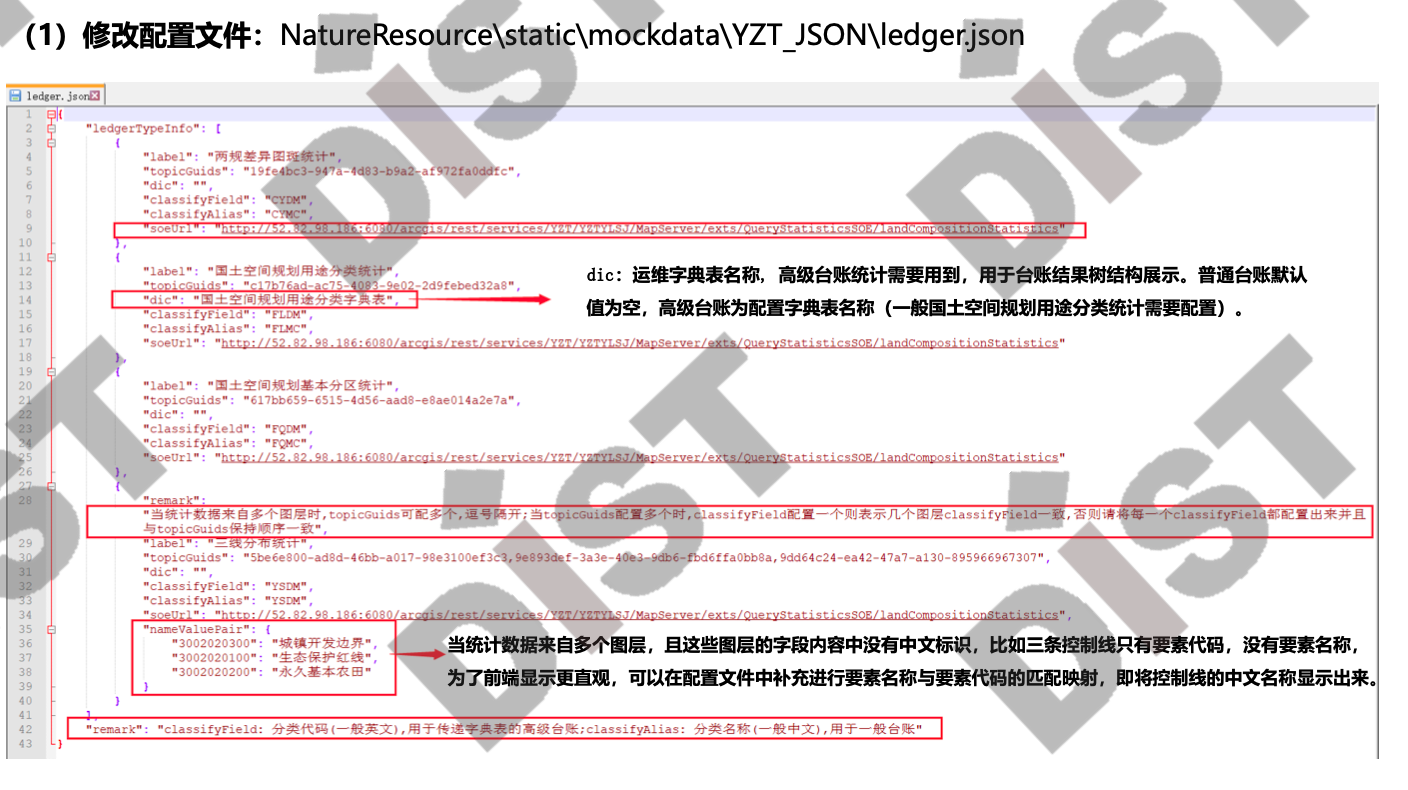 （1）修改配置文件：NatureResource\static\mockdata\YZT_JSON\ledger.json
ledger.json
1 {
2 "ledgerTypeInfo": [
3 {
4 "label": "两规差异图斑统计",
5 "topicGuids": "19fe4bc3-947a-4d83-b9a2-af972fa0ddfc",
6 "dic": "",
7 "classifyField": "CYDM",
8 "classifyAlias": "CYMC",
9 "soeUrl": "http://52.82.98.186:6080/arcgis/rest/services/YZT/YZTYLSJ/MapServer/exts/QueryStatisticsSOE/landCompositionStatistics"
10 },
11 {
12 "label": "国土空间规划用途分类统计",
13 "topicGuids": "c17b76ad-ac75-4083-9e02-2d9febed32a8",
14 "dic": "国土空间规划用途分类字典表",
15 "classifyField": "FLDM",
16 "classifyAlias": "FLMC",
17 "soeUrl": "http://52.82.98.186:6080/arcgis/rest/services/YZT/YZTYLSJ/MapServer/exts/QueryStatisticsSOE/landCompositionStatistics"
18 },
dic：运维字典表名称，高级台账统计需要用到，用于台账结果树结构展示。普通台账默认
值为空，高级台账为配置字典表名称（一般国土空间规划用途分类统计需要配置）。
19 {
20 "label": "国土空间规划基本分区统计",
21 "topicGuids": "617bb659-6515-4d56-aad8-e8ae014a2e7a",
22 "dic": "",
23 "classifyField": "FQDM",
24 "classifyAlias": "FQMC",
25 "soeUrl": "http://52.82.98.186:6080/arcgis/rest/services/YZT/YZTYLSJ/MapServer/exts/QueryStatisticsSOE/landCompositionStatistics"
26 },
27 {
28 "remark":
"当统计数据来自多个图层时,topicGuids可配多个,逗号隔开;当topicGuids配置多个时,classifyField配置一个则表示几个图层classifyField一致,否则请将每一个classifyField都配置出来并且
与topicGuids保持顺序一致",
29 "label": "三线分布统计",
30 "topicGuids": "5be6e800-ad8d-46bb-a017-98e3100ef3c3,9e893def-3a3e-40e3-9db6-fbd6ffa0bb8a,9dd64c24-ea42-47a7-a130-895966967307",
31 "dic": "",
32 "classifyField": "YSDM",
33 "classifyAlias": "YSDM",
34 "soeUrl": "http://52.82.98.186:6080/arcgis/rest/services/YZT/YZTYLSJ/MapServer/exts/QueryStatisticsSOE/landCompositionStatistics",
35 "nameValuePair": {
36 "3002020300": "城镇开发边界",
37 "3002020100": "生态保护红线",
38 "3002020200": "永久基本农田"
39 }
40 }
当统计数据来自多个图层，且这些图层的字段内容中没有中文标识，比如三条控制线只有要素代码，没有要素名称，
为了前端显示更直观，可以在配置文件中补充进行要素名称与要素代码的匹配映射，即将控制线的中文名称显示出来。
41 ],
42 "remark": "classifyField: 分类代码(一般英文),用于传递字典表的高级台账;classifyAlias: 分类名称(一般中文),用于一般台账"
43 }
DIST
DIST
DIST
DIST
ST